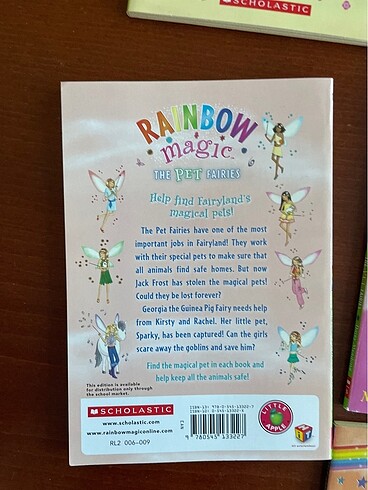 SCHOLASTIC
RAINBOW
magic
THE PET FAIRIES
Help find Fairyland's
magical pets!
The Pet Fairies have one of the most
important jobs in Fairyland! They work
with their special pets to make sure that
all animals find safe homes. But now
Jack Frost has stolen the magical pets!
Could they be lost forever?
Georgia the Guinea Pig Fairy needs help
from Kirsty and Rachel. Her little pet,
Sparky, has been captured! Can the girls
scare away the goblins and save him?
Find the magical pet in each book and
help keep all the animals safe!
This edition is available
for distribution only through
the school market.
SCHOLASTIC
www.scholastic.com
www.rainbowmagiconline.com
RL2 006-009
EAN
9 780545 133227
LITTLE
APPLE